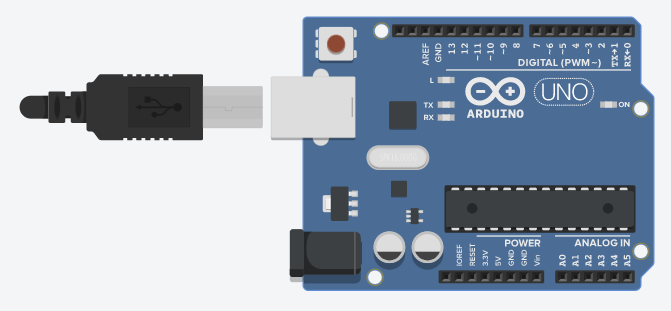 AREF
GND
13
12
~11
~10
~9
8
7
~6
~5
4
~3
2
TX→1
RX←0
DIGITAL (PWM~)
L
TX
RX
ARDUINO
UNO
ON
POWER
ANALOG IN
IOREF
RESET
3.3V
5V
GND
GND
Vin
A0
A1
A2
A3
A4
A5